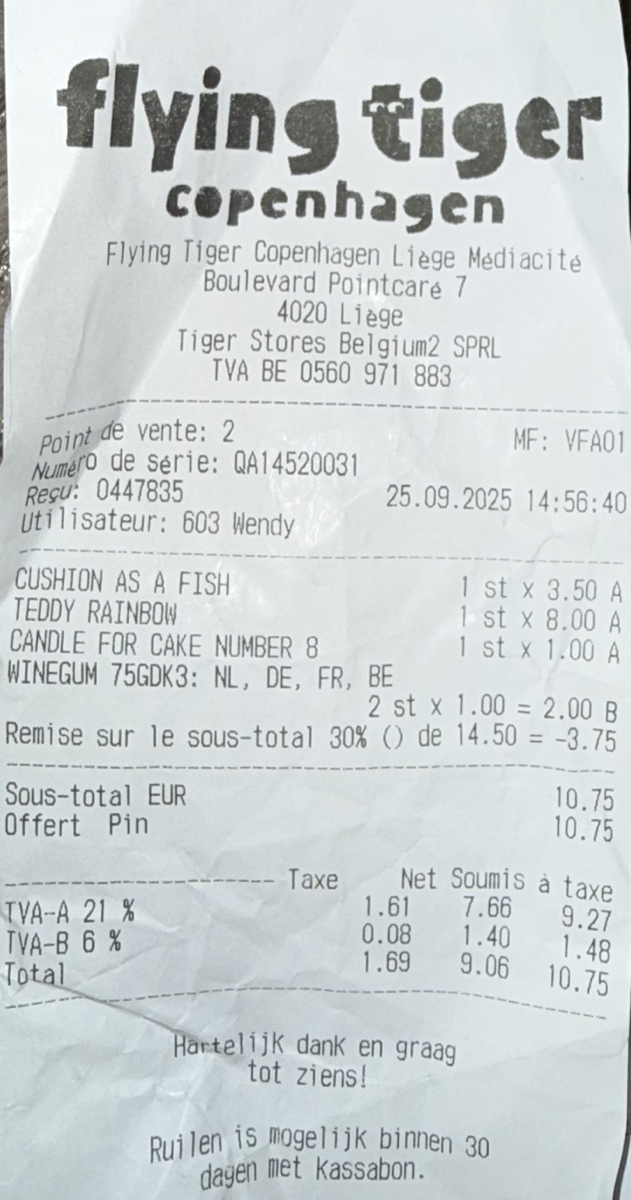 flying tiger
copenhagen
Flying Tiger Copenhagen Liège Médiacité
Boulevard Pointcaré 7
4020 Liège
Tiger Stores Belgium2 SPRL
TVA BE 0560 971 883
Point de vente: 2 MF: VFA01
Numéro de série: QA14520031
Reçu: 0447835 25.09.2025 14:56:40
Utilisateur: 603 Wendy
CUSHION AS A FISH 1 st x 3.50 A
TEDDY RAINBOW 1 st x 8.00 A
CANDLE FOR CAKE NUMBER 8 1 st x 1.00 A
WINEGUM 75GDK3: NL, DE, FR, BE
2 st x 1.00 = 2.00 B
Remise sur le sous-total 30% () de 14.50 = -3.75
Sous-total EUR 10.75
Offert Pin 10.75
Taxe Net Soumis à taxe
TVA-A 21 % 1.61 7.66 9.27
TVA-B 6 % 0.08 1.40 1.48
Total 1.69 9.06 10.75
Hartelijk dank en graag
tot ziens!
Ruilen is mogelijk binnen 30
dagen met Kassabon.